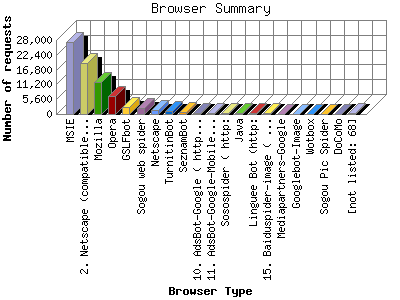 Browser Summary
Number of requests
28,000
22,400
16,800
11,200
5,600
0
MSIE
2. Netscape (compatible...
Mozilla
Opera
GSLFbot
Sogou web spider
Netscape
TurnitinBot
SeznamBot
10. AdsBot-Google ( http...
11. AdsBot-Google-Mobile...
Sosospider ( http:
Java
Linguee Bot (http:
15. Baiduspider-image ( ...
Mediapartners-Google
Googlebot-Image
Wotbox
Sogou Pic Spider
DoCoMo
[not listed: 68]
Browser Type